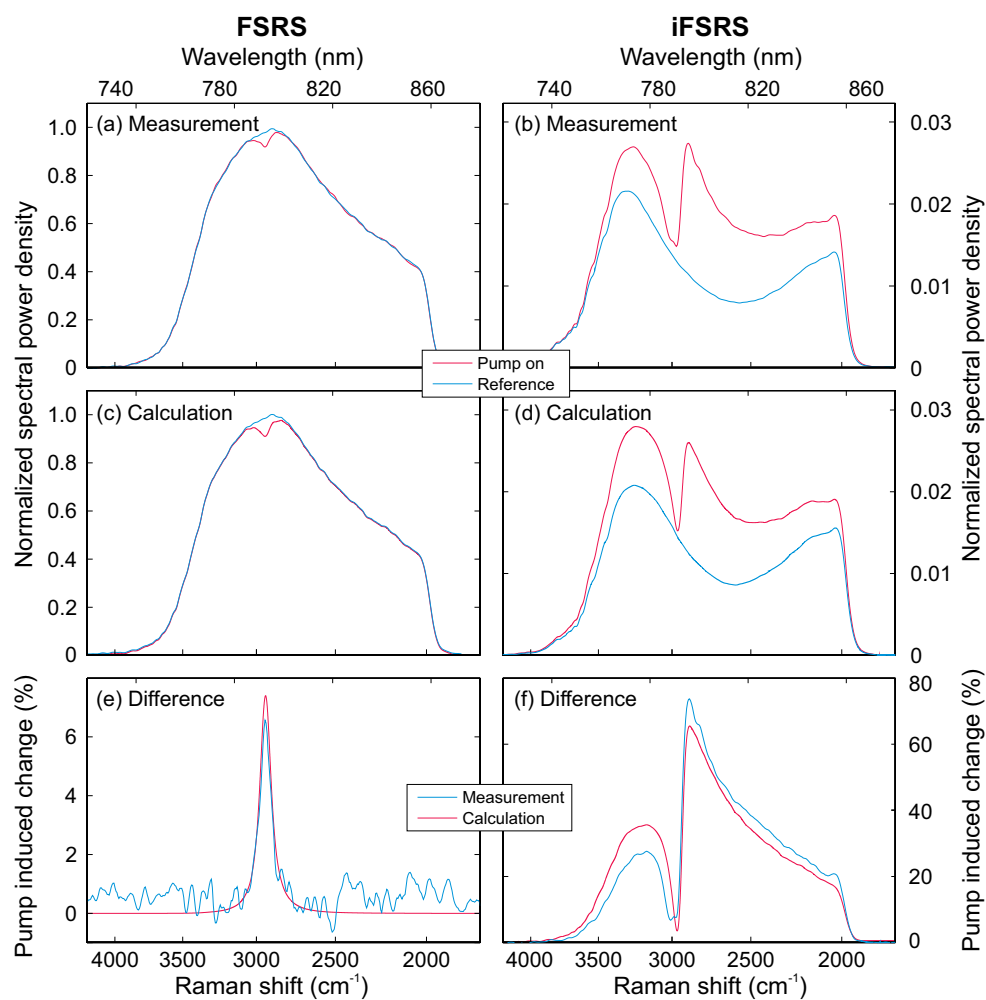 FSRS
iFSRS
Wavelength (nm)
Wavelength (nm)
740 780 820 860
740 780 820 860
(a) Measurement
(b) Measurement
1.0
0.8
0.6
0.4
0.2
0
0.03
0.02
0.01
0
Normalized spectral power density
Normalized spectral power density
Pump on
Reference
(c) Calculation
(d) Calculation
1.0
0.8
0.6
0.4
0.2
0
0.03
0.02
0.01
0
(e) Difference
(f) Difference
6
4
2
0
80
60
40
20
0
Pump induced change (%)
Pump induced change (%)
Measurement
Calculation
4000 3500 3000 2500 2000
4000 3500 3000 2500 2000
Raman shift (cm⁻¹)
Raman shift (cm⁻¹)